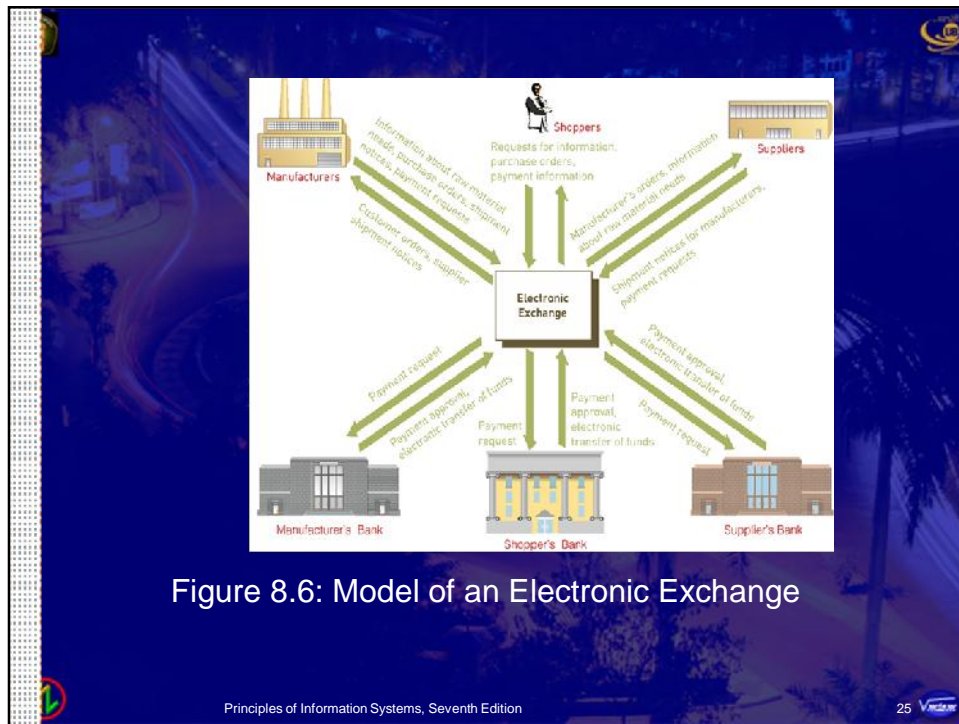 Shoppers
Manufacturers
Suppliers
Information about raw material
needs, purchase orders, shipment
notices, payment requests
Customer orders, supplier
shipment notices
Requests for information,
purchase orders,
payment information
Manufacturer's orders, information
about raw material needs
Shipment notices for manufacturers,
payment requests
Electronic
Exchange
Payment request
Payment approval,
electronic transfer of funds
Payment
request
Payment
approval,
electronic
transfer of funds
Payment approval,
electronic transfer of funds
Payment request
Manufacturer's Bank
Shopper's Bank
Supplier's Bank
Figure 8.6: Model of an Electronic Exchange
Principles of Information Systems, Seventh Edition
25
UB